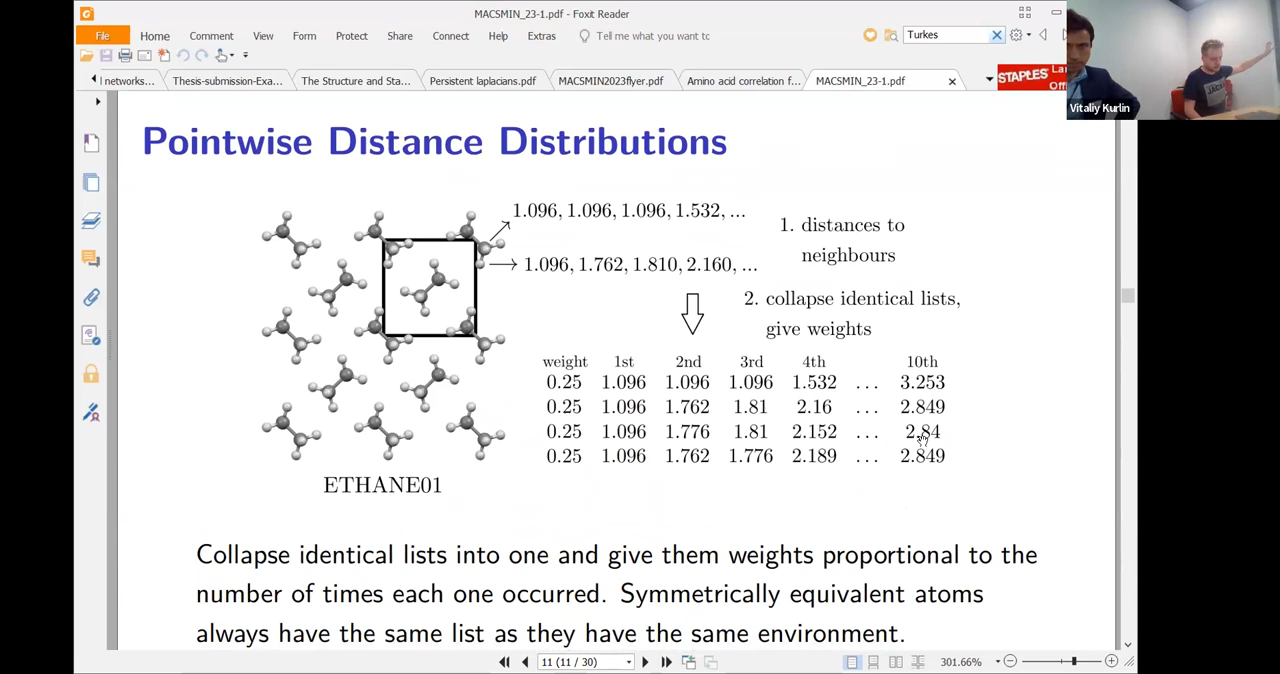 MACSMIN_23-1.pdf - Foxit Reader
File Home Comment View Form Protect Share Connect Help Extras Tell me what you want tc Turkes
l networks... Thesis-submission-Exa... The Structure and Sta... Persistent laplacians.pdf MACSMIN2023flyer.pdf Amino acid correlation f... MACSMIN_23-1.pdf
STAPLES
Vitaliy Kurlin
Pointwise Distance Distributions
1.096, 1.096, 1.096, 1.532, ...
1. distances to
neighbours
1.096, 1.762, 1.810, 2.160, ...
2. collapse identical lists,
give weights
weight 1st 2nd 3rd 4th 10th
0.25 1.096 1.096 1.096 1.532 ... 3.253
0.25 1.096 1.762 1.81 2.16 ... 2.849
0.25 1.096 1.776 1.81 2.152 ... 2.84
0.25 1.096 1.762 1.776 2.189 ... 2.849
ETHANE01
Collapse identical lists into one and give them weights proportional to the
number of times each one occurred. Symmetrically equivalent atoms
always have the same list as they have the same environment.
11 (11 / 30) 301.66%